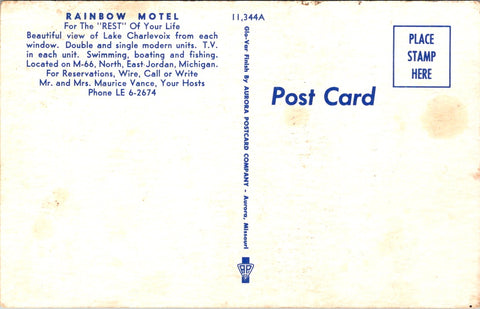 RAINBOW MOTEL
For The "REST" Of Your Life
Beautiful view of Lake Charlevoix from each
window. Double and single modern units. T.V.
in each unit. Swimming, boating and fishing.
Located on M-66, North, East Jordan, Michigan.
For Reservations, Wire, Call or Write
Mr. and Mrs. Maurice Vance, Your Hosts
Phone LE 6-2674
11,344A
Glo-Ver Finish By AURORA POSTCARD COMPANY - Aurora, Missouri
Post Card
PLACE
STAMP
HERE